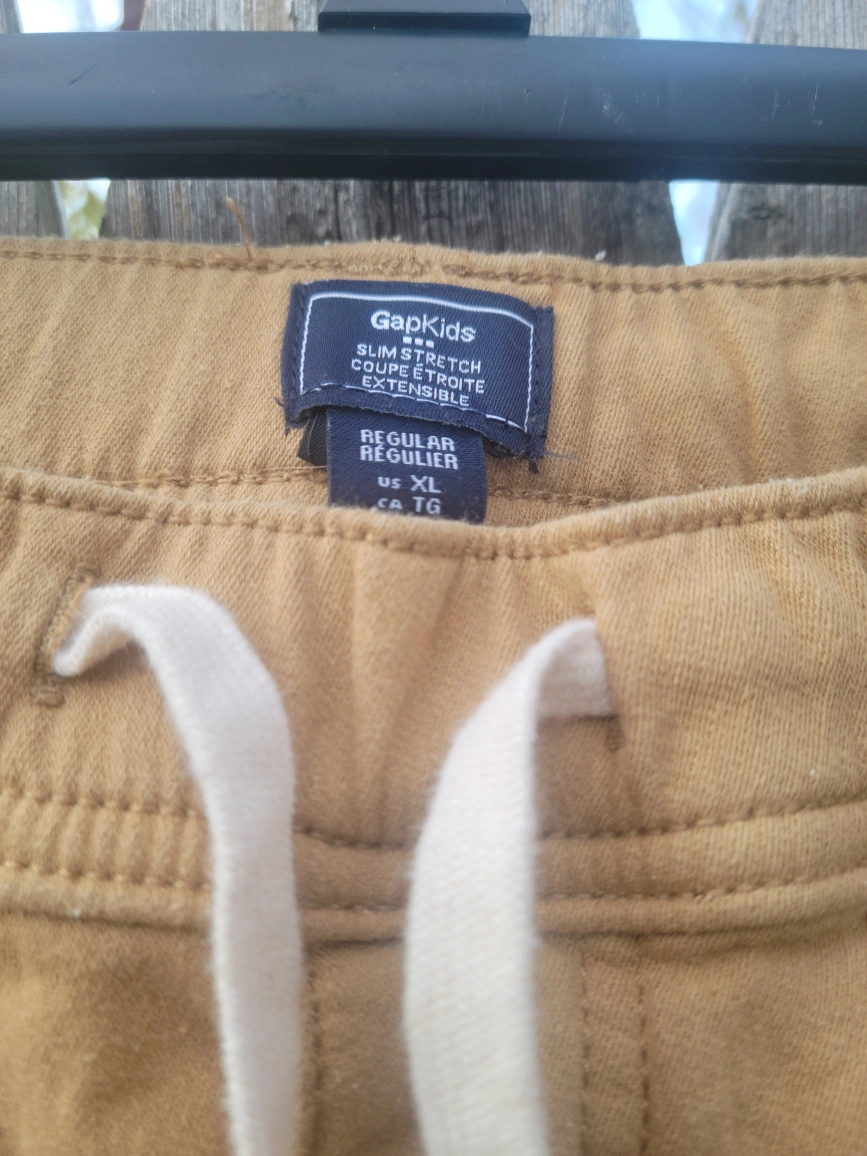 GapKids
SLIM STRETCH
COUPE ÉTROITE
EXTENSIBLE
REGULAR
RÉGULIER
US XL
CA TG